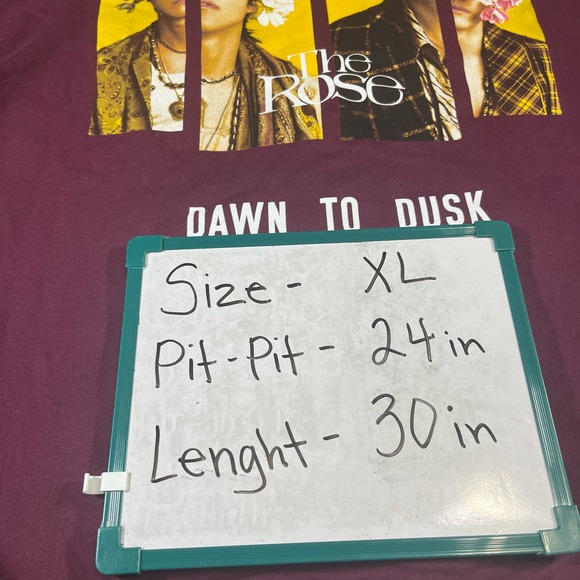 The
ROSE
DAWN TO DUSK
Size - XL
Pit-Pit - 24 in
Lenght - 30 in